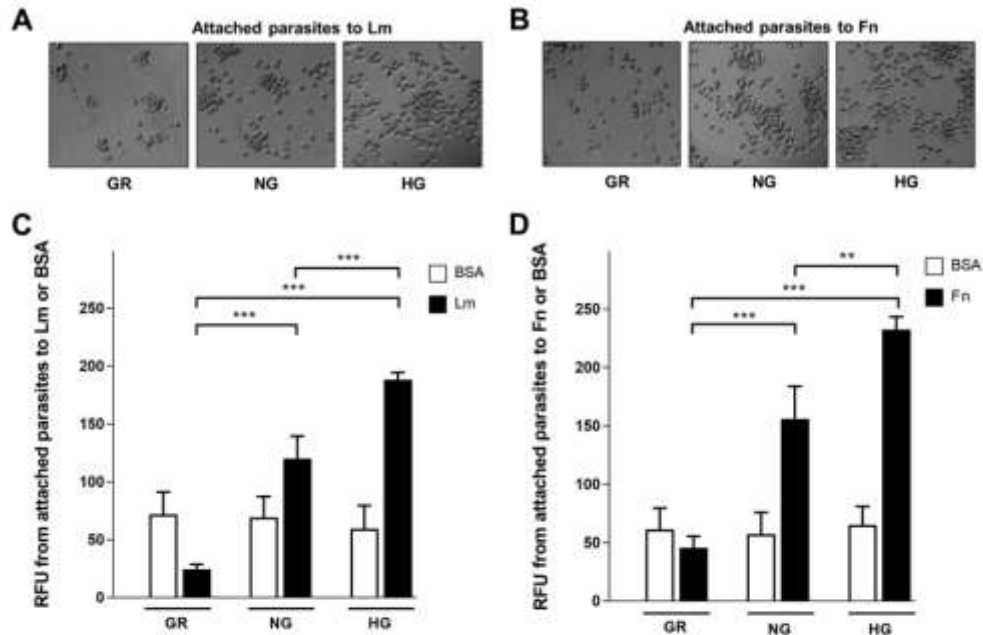 A
Attached parasites to Lm
GR
NG
HG
B
Attached parasites to Fn
GR
NG
HG
C
RFU from attached parasites to Lm or BSA
250
200
150
100
50
0
***
***
***
BSA
Lm
GR
NG
HG
D
RFU from attached parasites to Fn or BSA
250
200
150
100
50
0
**
***
***
BSA
Fn
GR
NG
HG